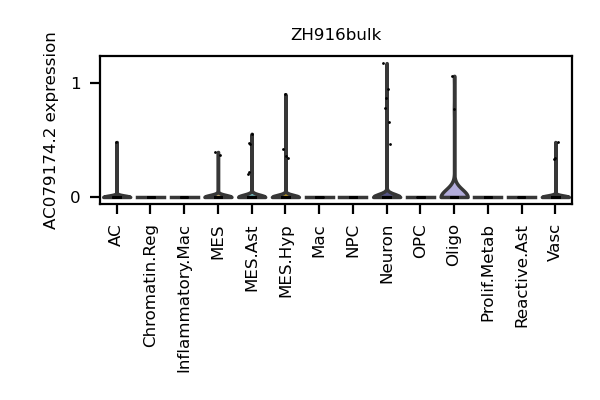 ZH916bulk
AC079174.2 expression
1
0
AC
Chromatin.Reg
Inflammatory.Mac
MES
MES.Ast
MES.Hyp
Mac
NPC
Neuron
OPC
Oligo
Prolif.Metab
Reactive.Ast
Vasc